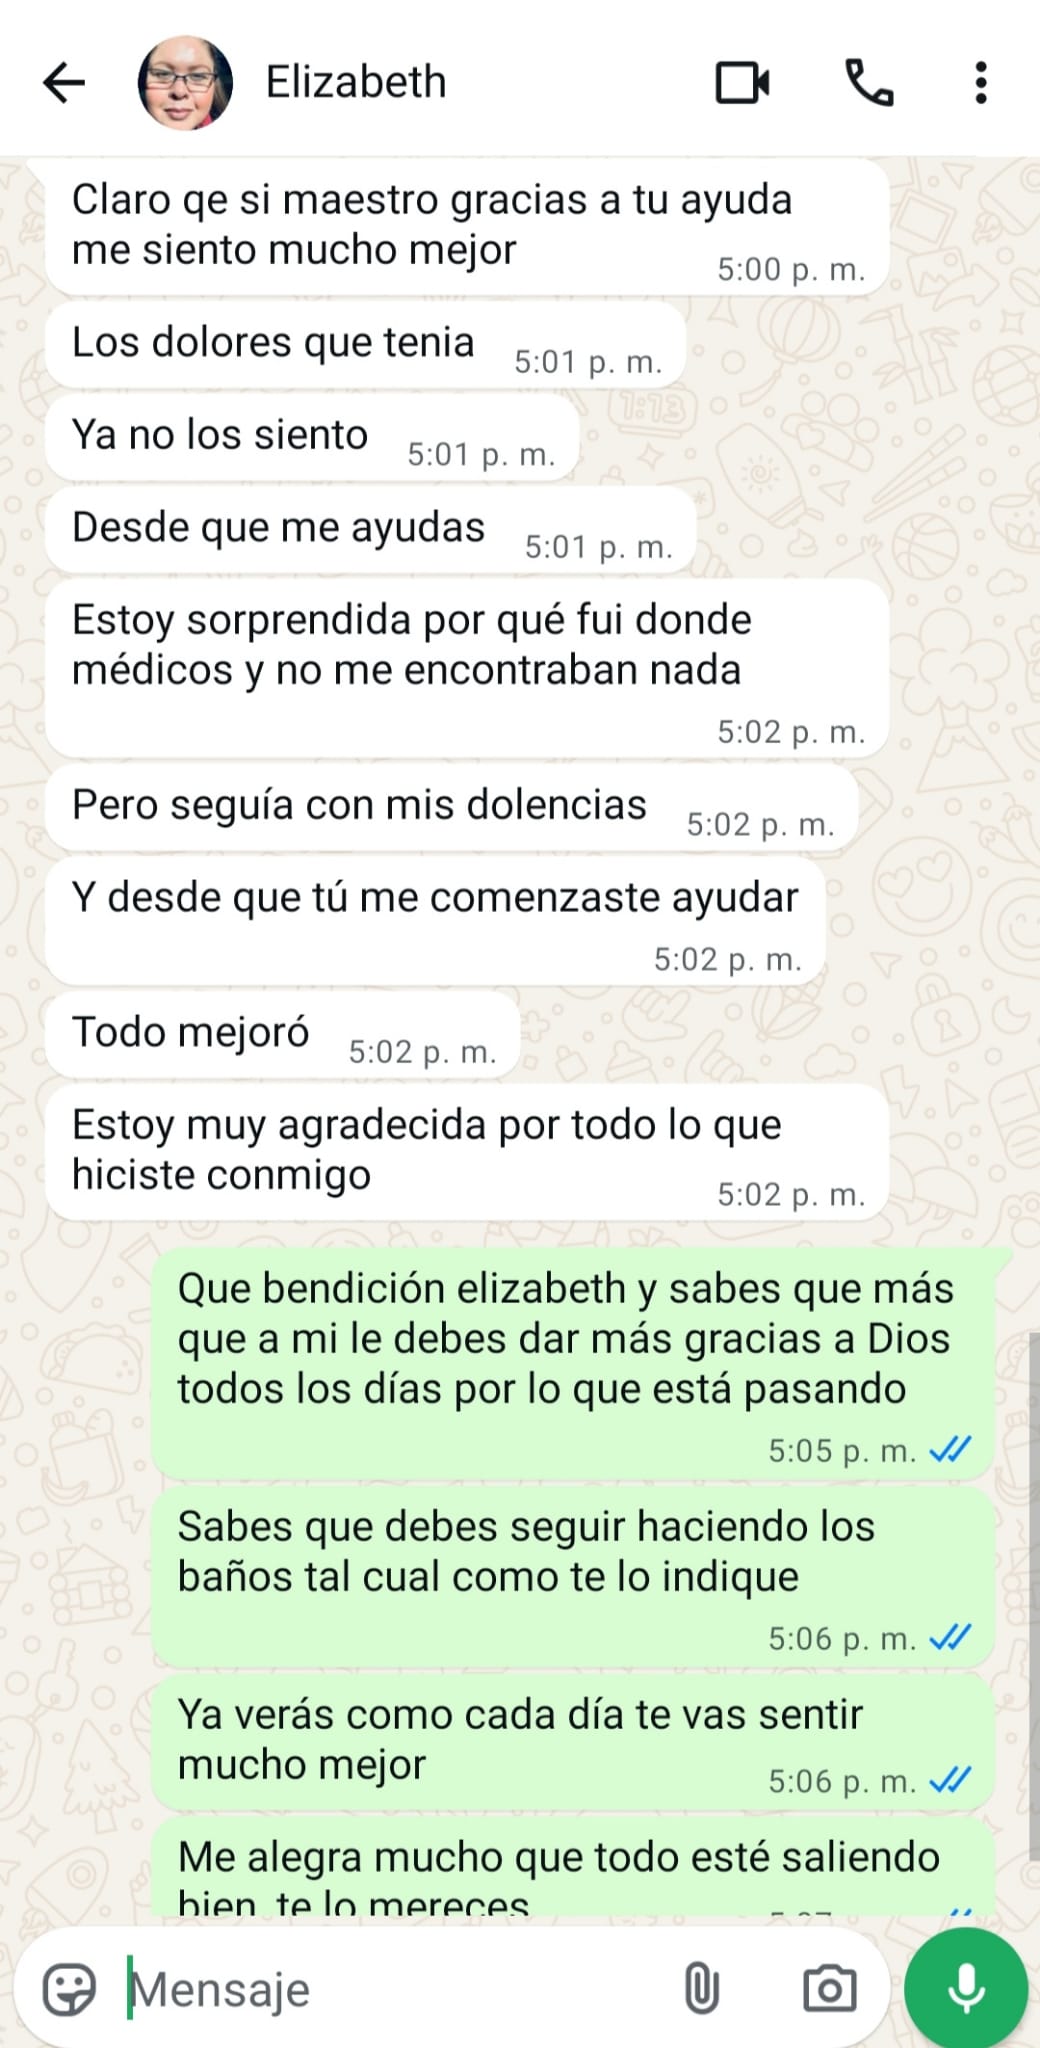 Elizabeth
Claro qe si maestro gracias a tu ayuda
me siento mucho mejor
5:00 p. m.
Los dolores que tenia
5:01 p. m.
Ya no los siento
5:01 p. m.
Desde que me ayudas
5:01 p. m.
Estoy sorprendida por qué fui donde
médicos y no me encontraban nada
5:02 p. m.
Pero seguía con mis dolencias
5:02 p. m.
Y desde que tú me comenzaste ayudar
5:02 p. m.
Todo mejoró
5:02 p. m.
Estoy muy agradecida por todo lo que
hiciste conmigo
5:02 p. m.
Que bendición elizabeth y sabes que más
que a mi le debes dar más gracias a Dios
todos los días por lo que está pasando
5:05 p. m.
Sabes que debes seguir haciendo los
baños tal cual como te lo indique
5:06 p. m.
Ya verás como cada día te vas sentir
mucho mejor
5:06 p. m.
Me alegra mucho que todo esté saliendo
bien te lo mereces
Mensaje